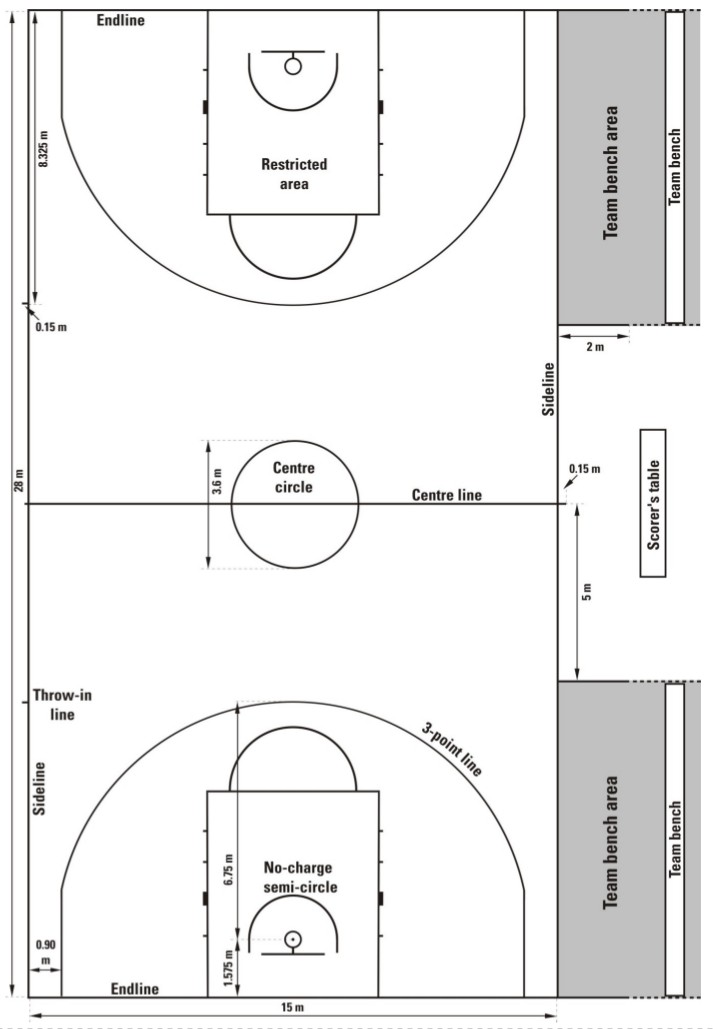 Endline
8.325 m
Restricted
area
Team bench area
Team bench
0.15 m
2 m
Sideline
28 m
3.6 m
Centre
circle
Centre line
0.15 m
Scorer's table
5 m
Throw-in
line
3-point line
Sideline
6.75 m
No-charge
semi-circle
Team bench area
Team bench
0.90
m
1.575 m
Endline
15 m